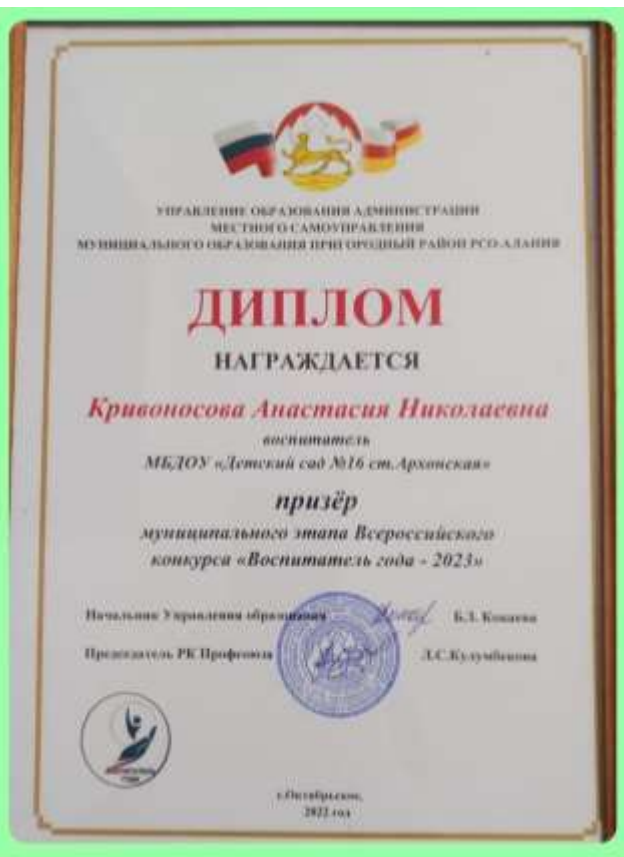 УПРАВЛЕНИЕ ОБРАЗОВАНИЯ АДМИНИСТРАЦИИ
МЕСТНОГО САМОУПРАВЛЕНИЯ
МУНИЦИПАЛЬНОГО ОБРАЗОВАНИЯ ПРИГОРОДНЫЙ РАЙОН РСО-АЛАНИЯ
ДИПЛОМ
НАГРАЖДАЕТСЯ
Кривоносова Анастасия Николаевна
воспитатель
МБДОУ «Детский сад №16 ст.Архонская»
призёр
муниципального этапа Всероссийского
конкурса «Воспитатель года - 2023»
Начальник Управления образования Б.З.
Председатель РК Профсоюза Л.С.Кулумбекова
с.Октябрьское,
2022 год